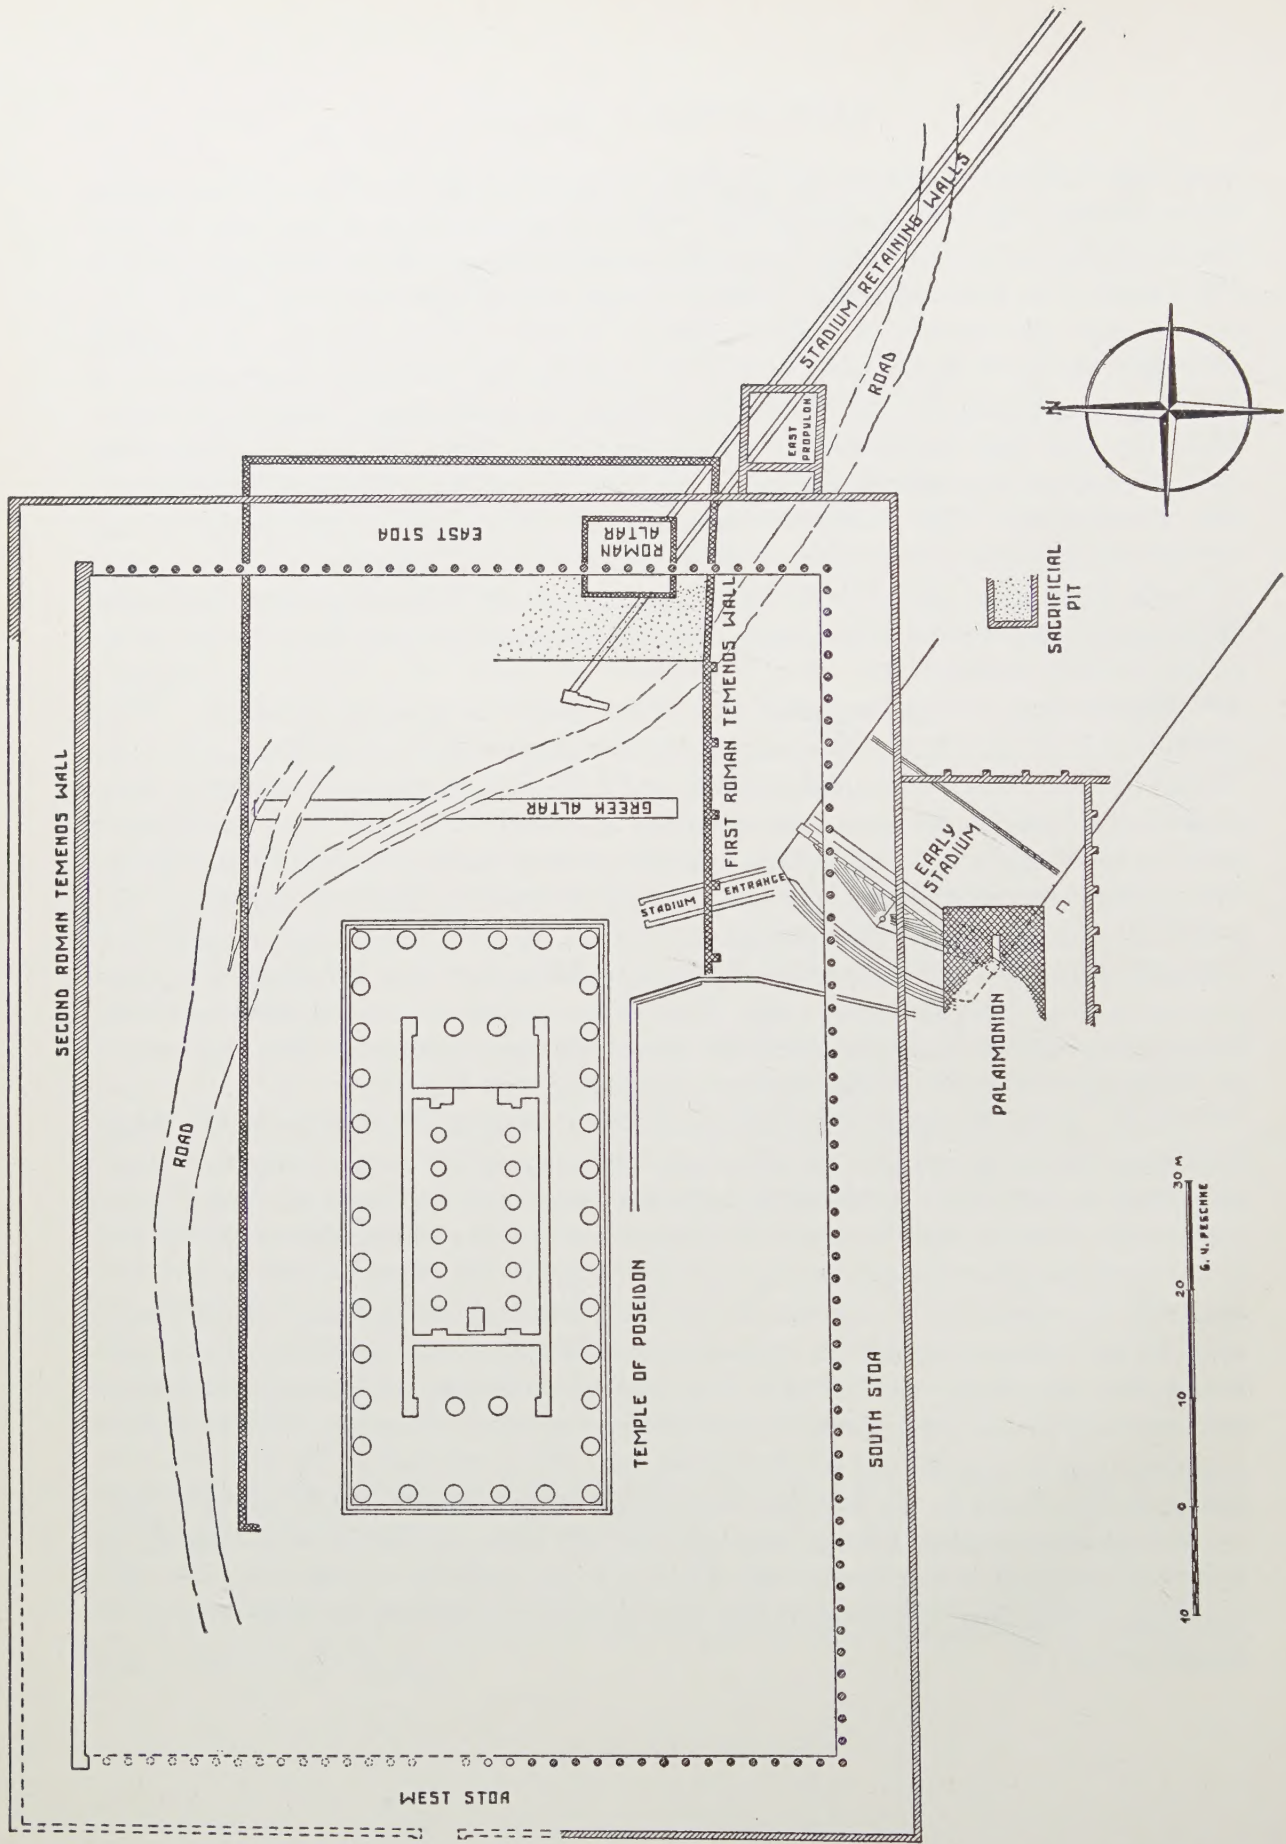 SECOND ROMAN TEMENOS WALL
ROAD
EAST STOA
ROMAN
ALTAR
STADIUM RETAINING WALLS
ROAD
EAST
PROPYLON
GREEK ALTAR
FIRST ROMAN TEMENOS WALL
STADIUM ENTRANCE
EARLY
STADIUM
PALAIMONION
SACRIFICIAL
PIT
N
TEMPLE OF POSEIDON
SOUTH STOA
WEST STOA
10 0 10 20 30 M